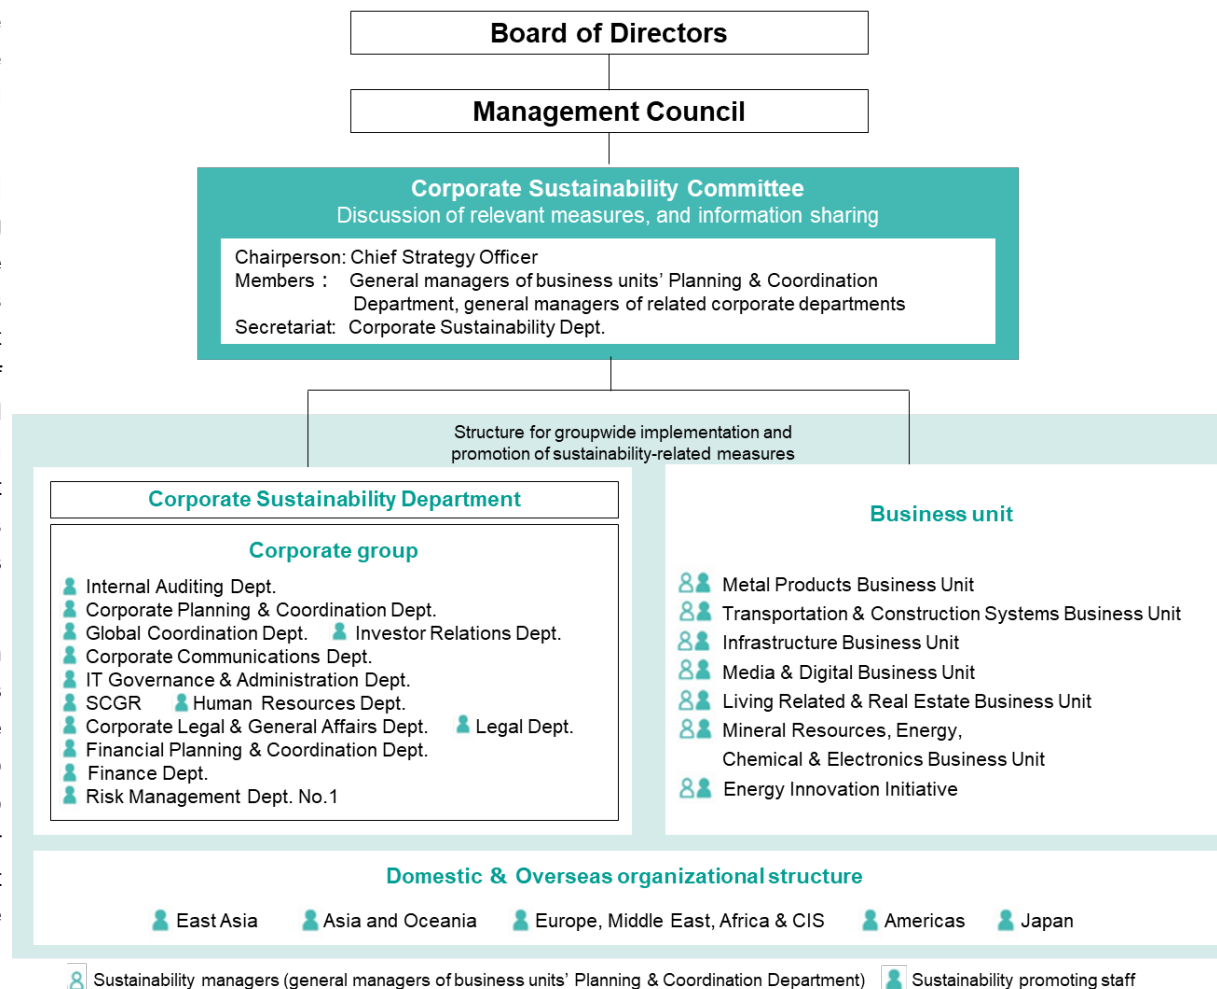 Board of Directors
Management Council
Corporate Sustainability Committee
Discussion of relevant measures, and information sharing
Chairperson: Chief Strategy Officer
Members : General managers of business units' Planning & Coordination
Department, general managers of related corporate departments
Secretariat: Corporate Sustainability Dept.
Structure for groupwide implementation and
promotion of sustainability-related measures
Corporate Sustainability Department
Corporate group
Internal Auditing Dept.
Corporate Planning & Coordination Dept.
Global Coordination Dept. Investor Relations Dept.
Corporate Communications Dept.
IT Governance & Administration Dept.
SCGR Human Resources Dept.
Corporate Legal & General Affairs Dept. Legal Dept.
Financial Planning & Coordination Dept.
Finance Dept.
Risk Management Dept. No.1
Business unit
Metal Products Business Unit
Transportation & Construction Systems Business Unit
Infrastructure Business Unit
Media & Digital Business Unit
Living Related & Real Estate Business Unit
Mineral Resources, Energy,
Chemical & Electronics Business Unit
Energy Innovation Initiative
Domestic & Overseas organizational structure
East Asia Asia and Oceania Europe, Middle East, Africa & CIS Americas Japan
Sustainability managers (general managers of business units' Planning & Coordination Department) Sustainability promoting staff